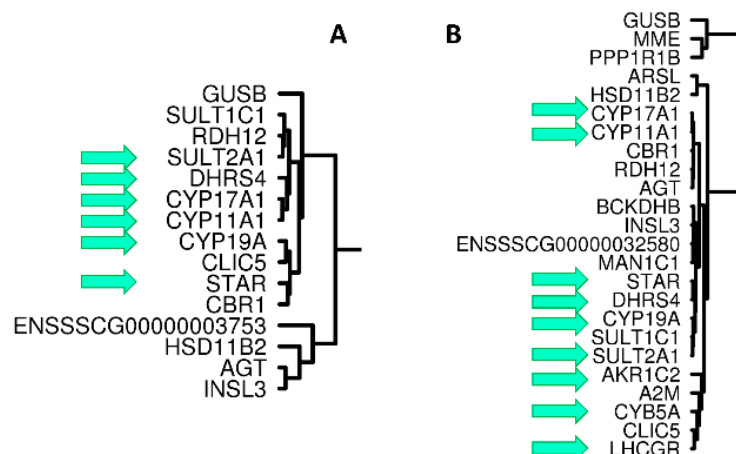 A
GUSB
SULT1C1
RDH12
SULT2A1
DHRS4
CYP17A1
CYP11A1
CYP19A
CLIC5
STAR
CBR1
ENSSSCG00000003753
HSD11B2
AGT
INSL3
B
GUSB
MME
PPP1R1B
ARSL
HSD11B2
CYP17A1
CYP11A1
CBR1
RDH12
AGT
BCKDHB
INSL3
ENSSSCG00000032580
MAN1C1
STAR
DHRS4
CYP19A
SULT1C1
SULT2A1
AKR1C2
A2M
CYB5A
CLIC5
LHCGR